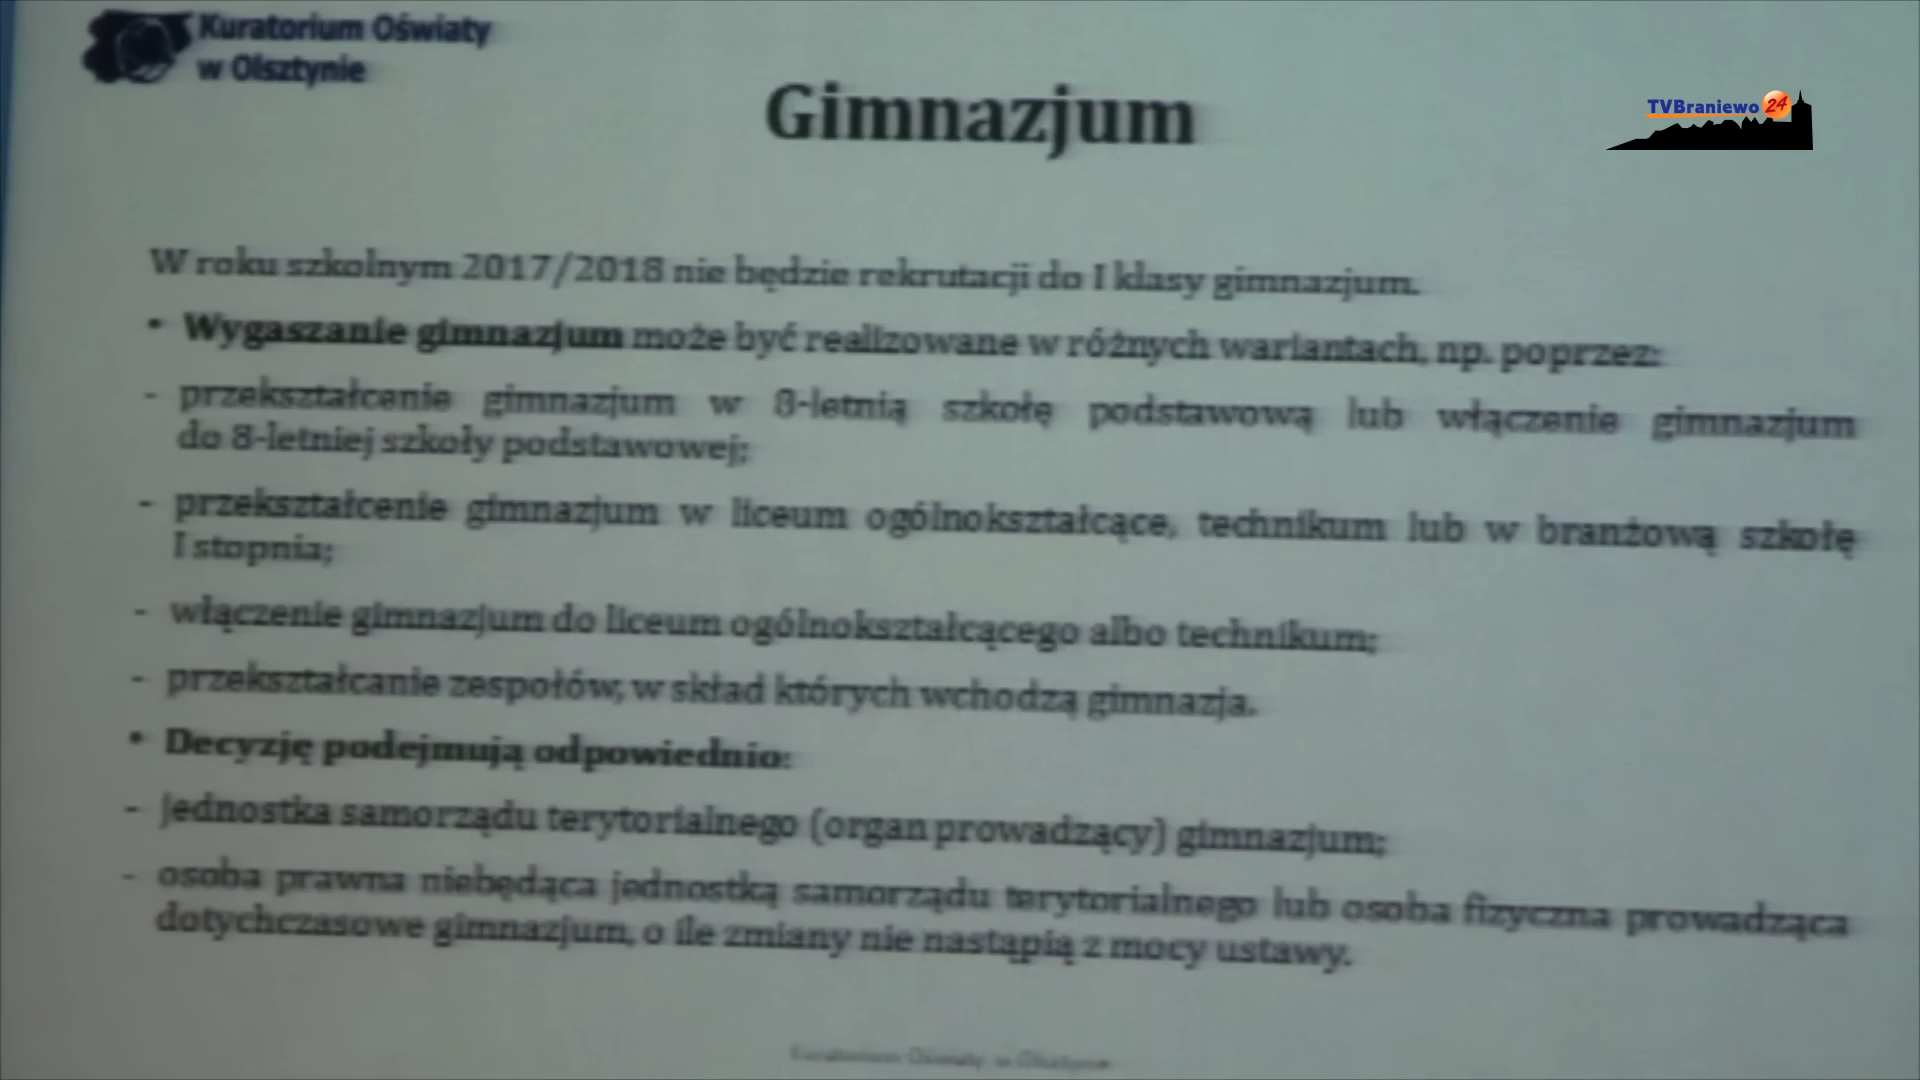 Kuratorium Oświaty
w Olsztynie
TVBraniewo 24
Gimnazjum
W roku szkolnym 2017/2018 nie będzie rekrutacji do I klasy gimnazjum.
• Wygaszanie gimnazjum może być realizowane w różnych wariantach, np. poprzez:
- przekształcenie gimnazjum w 8-letnią szkołę podstawową lub włączenie gimnazjum
do 8-letniej szkoły podstawowej;
- przekształcenie gimnazjum w liceum ogólnokształcące, technikum lub w branżową szkołę
I stopnia;
- włączenie gimnazjum do liceum ogólnokształcącego albo technikum;
- przekształcanie zespołów, w skład których wchodzą gimnazja.
• Decyzję podejmują odpowiednio:
- jednostka samorządu terytorialnego (organ prowadzący) gimnazjum;
- osoba prawna niebędąca jednostką samorządu terytorialnego lub osoba fizyczna prowadząca
dotychczasowe gimnazjum, o ile zmiany nie nastąpią z mocy ustawy.
Kuratorium Oświaty w Olsztynie